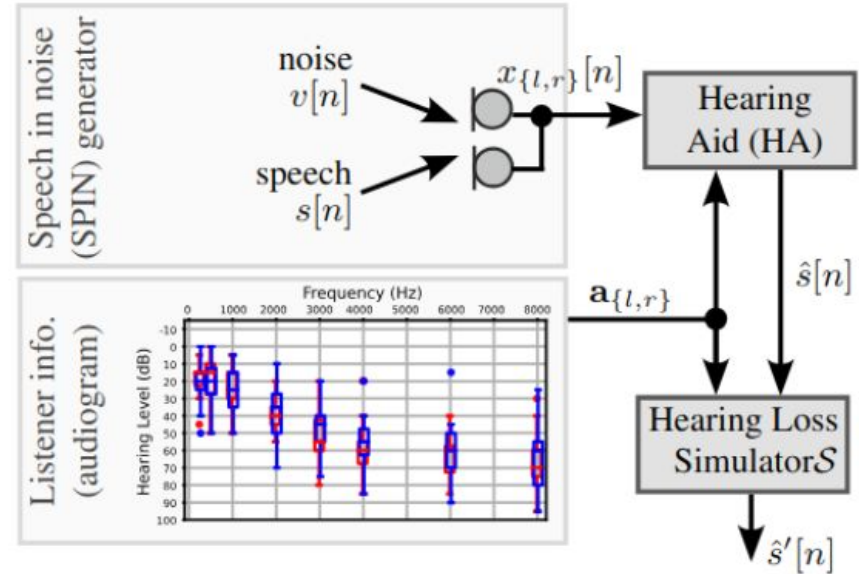 Speech in noise
(SPIN) generator
noise
v[n]
speech
s[n]
x_{l,r}[n]
Hearing
Aid (HA)
ŝ[n]
a_{l,r}
Listener info.
(audiogram)
Frequency (Hz)
0 1000 2000 3000 4000 6000 8000
Hearing Level (dB)
-10
0
10
20
30
40
50
60
70
80
90
100
Hearing Loss
Simulator𝒮
ŝ′[n]